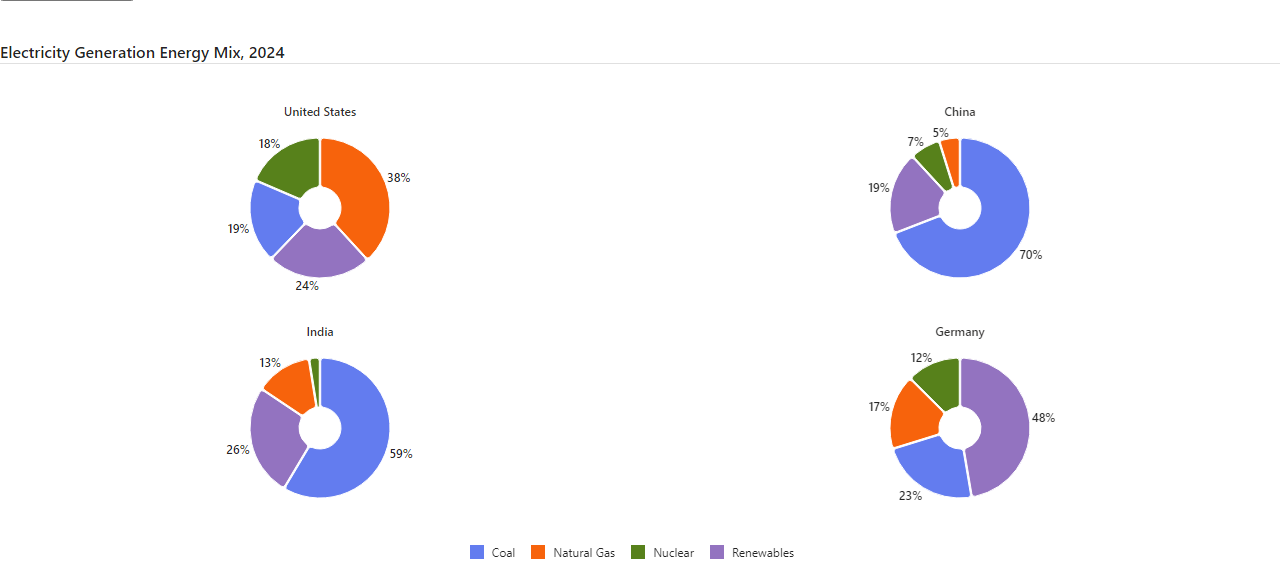 Electricity Generation Energy Mix, 2024
United States
18%
38%
19%
24%
China
5%
7%
19%
70%
India
13%
26%
59%
Germany
12%
17%
48%
23%
Coal Natural Gas Nuclear Renewables